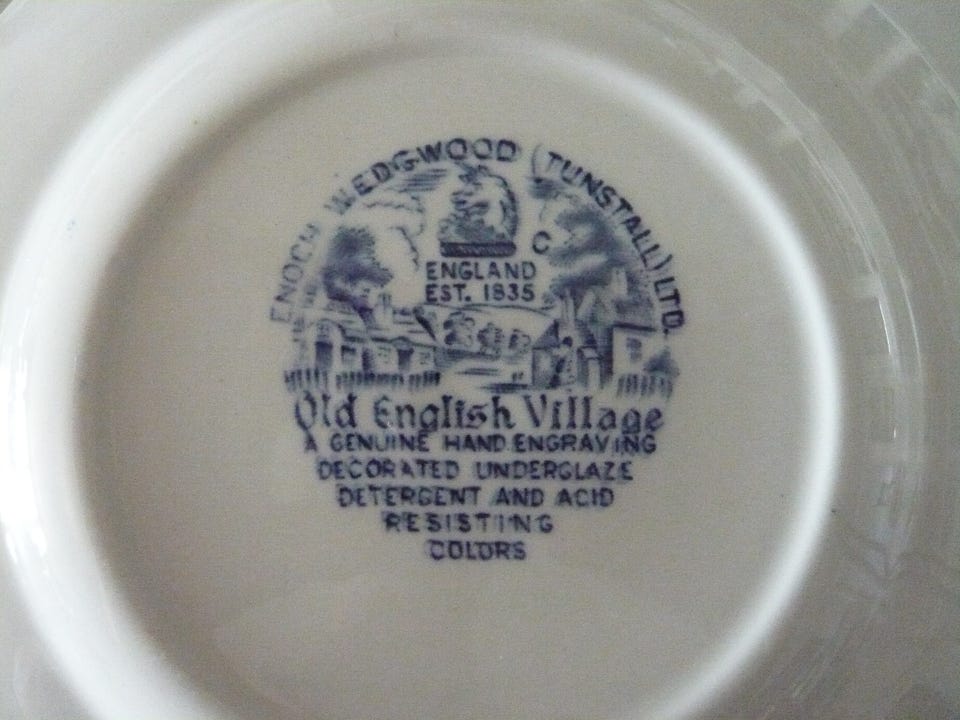 ENOCH WEDGWOOD (TUNSTALL) LTD.
C
ENGLAND
EST. 1835
Old English Village
A GENUINE HAND ENGRAVING
DECORATED UNDERGLAZE
DETERGENT AND ACID
RESISTING
COLORS